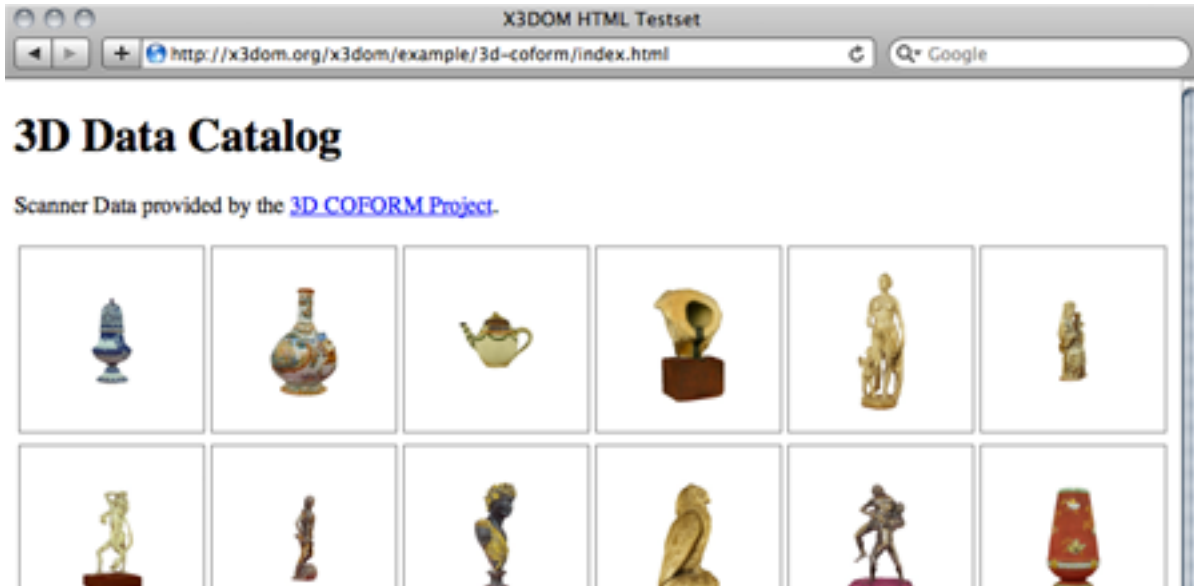 X3DOM HTML Testset
http://x3dom.org/x3dom/example/3d-coform/index.html
Google
3D Data Catalog
Scanner Data provided by the 3D COFORM Project.